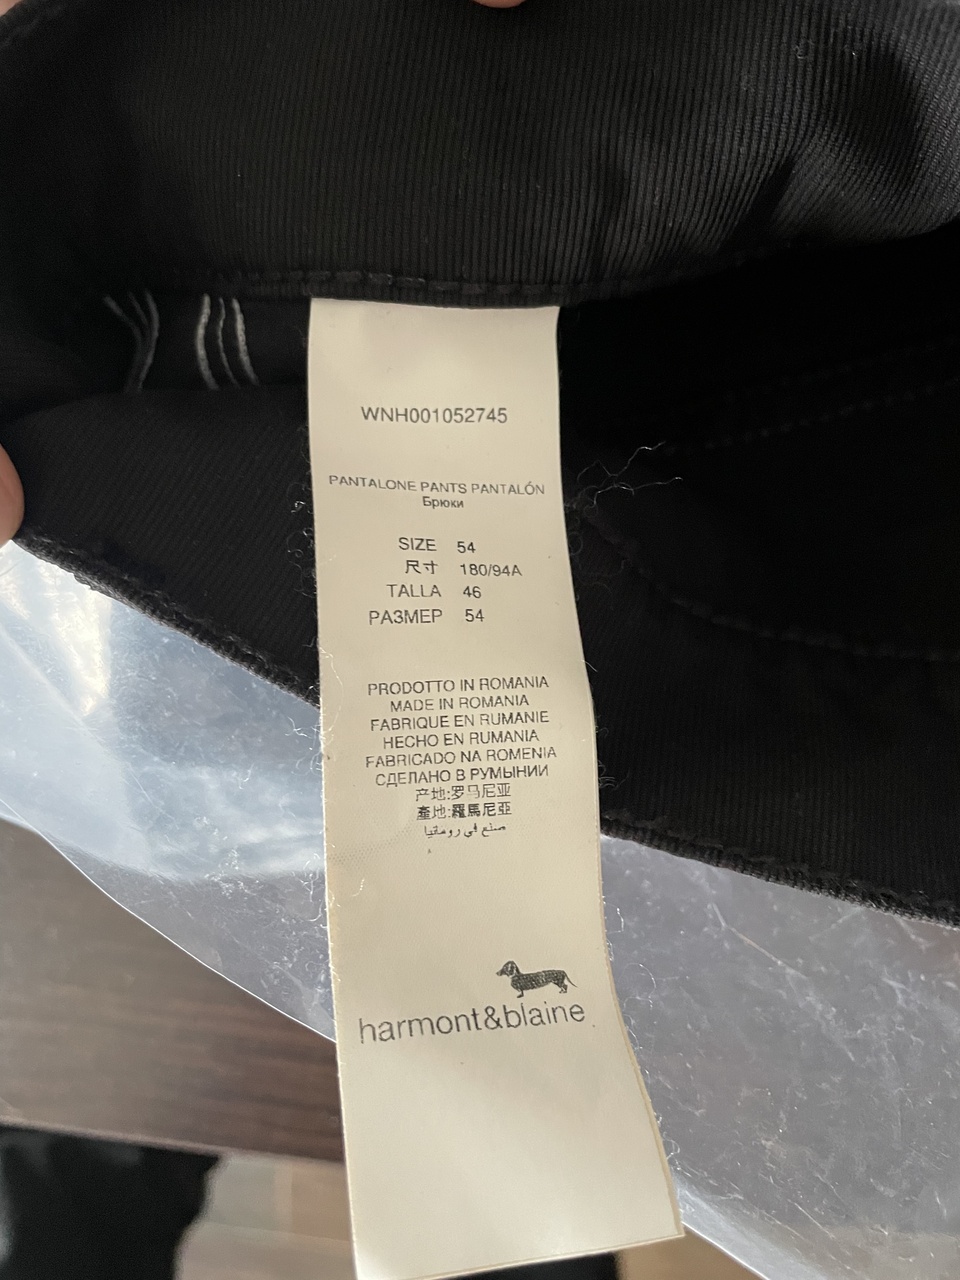 WNH001052745
PANTALONE PANTS PANTALÓN
Брюки
SIZE 54
尺寸 180/94A
TALLA 46
РАЗМЕР 54
PRODOTTO IN ROMANIA
MADE IN ROMANIA
FABRIQUE EN RUMANIE
HECHO EN RUMANIA
FABRICADO NA ROMENIA
СДЕЛАНО В РУМЫНИИ
产地:罗马尼亚
產地:羅馬尼亞
صنع في رومانيا
harmont&blaine